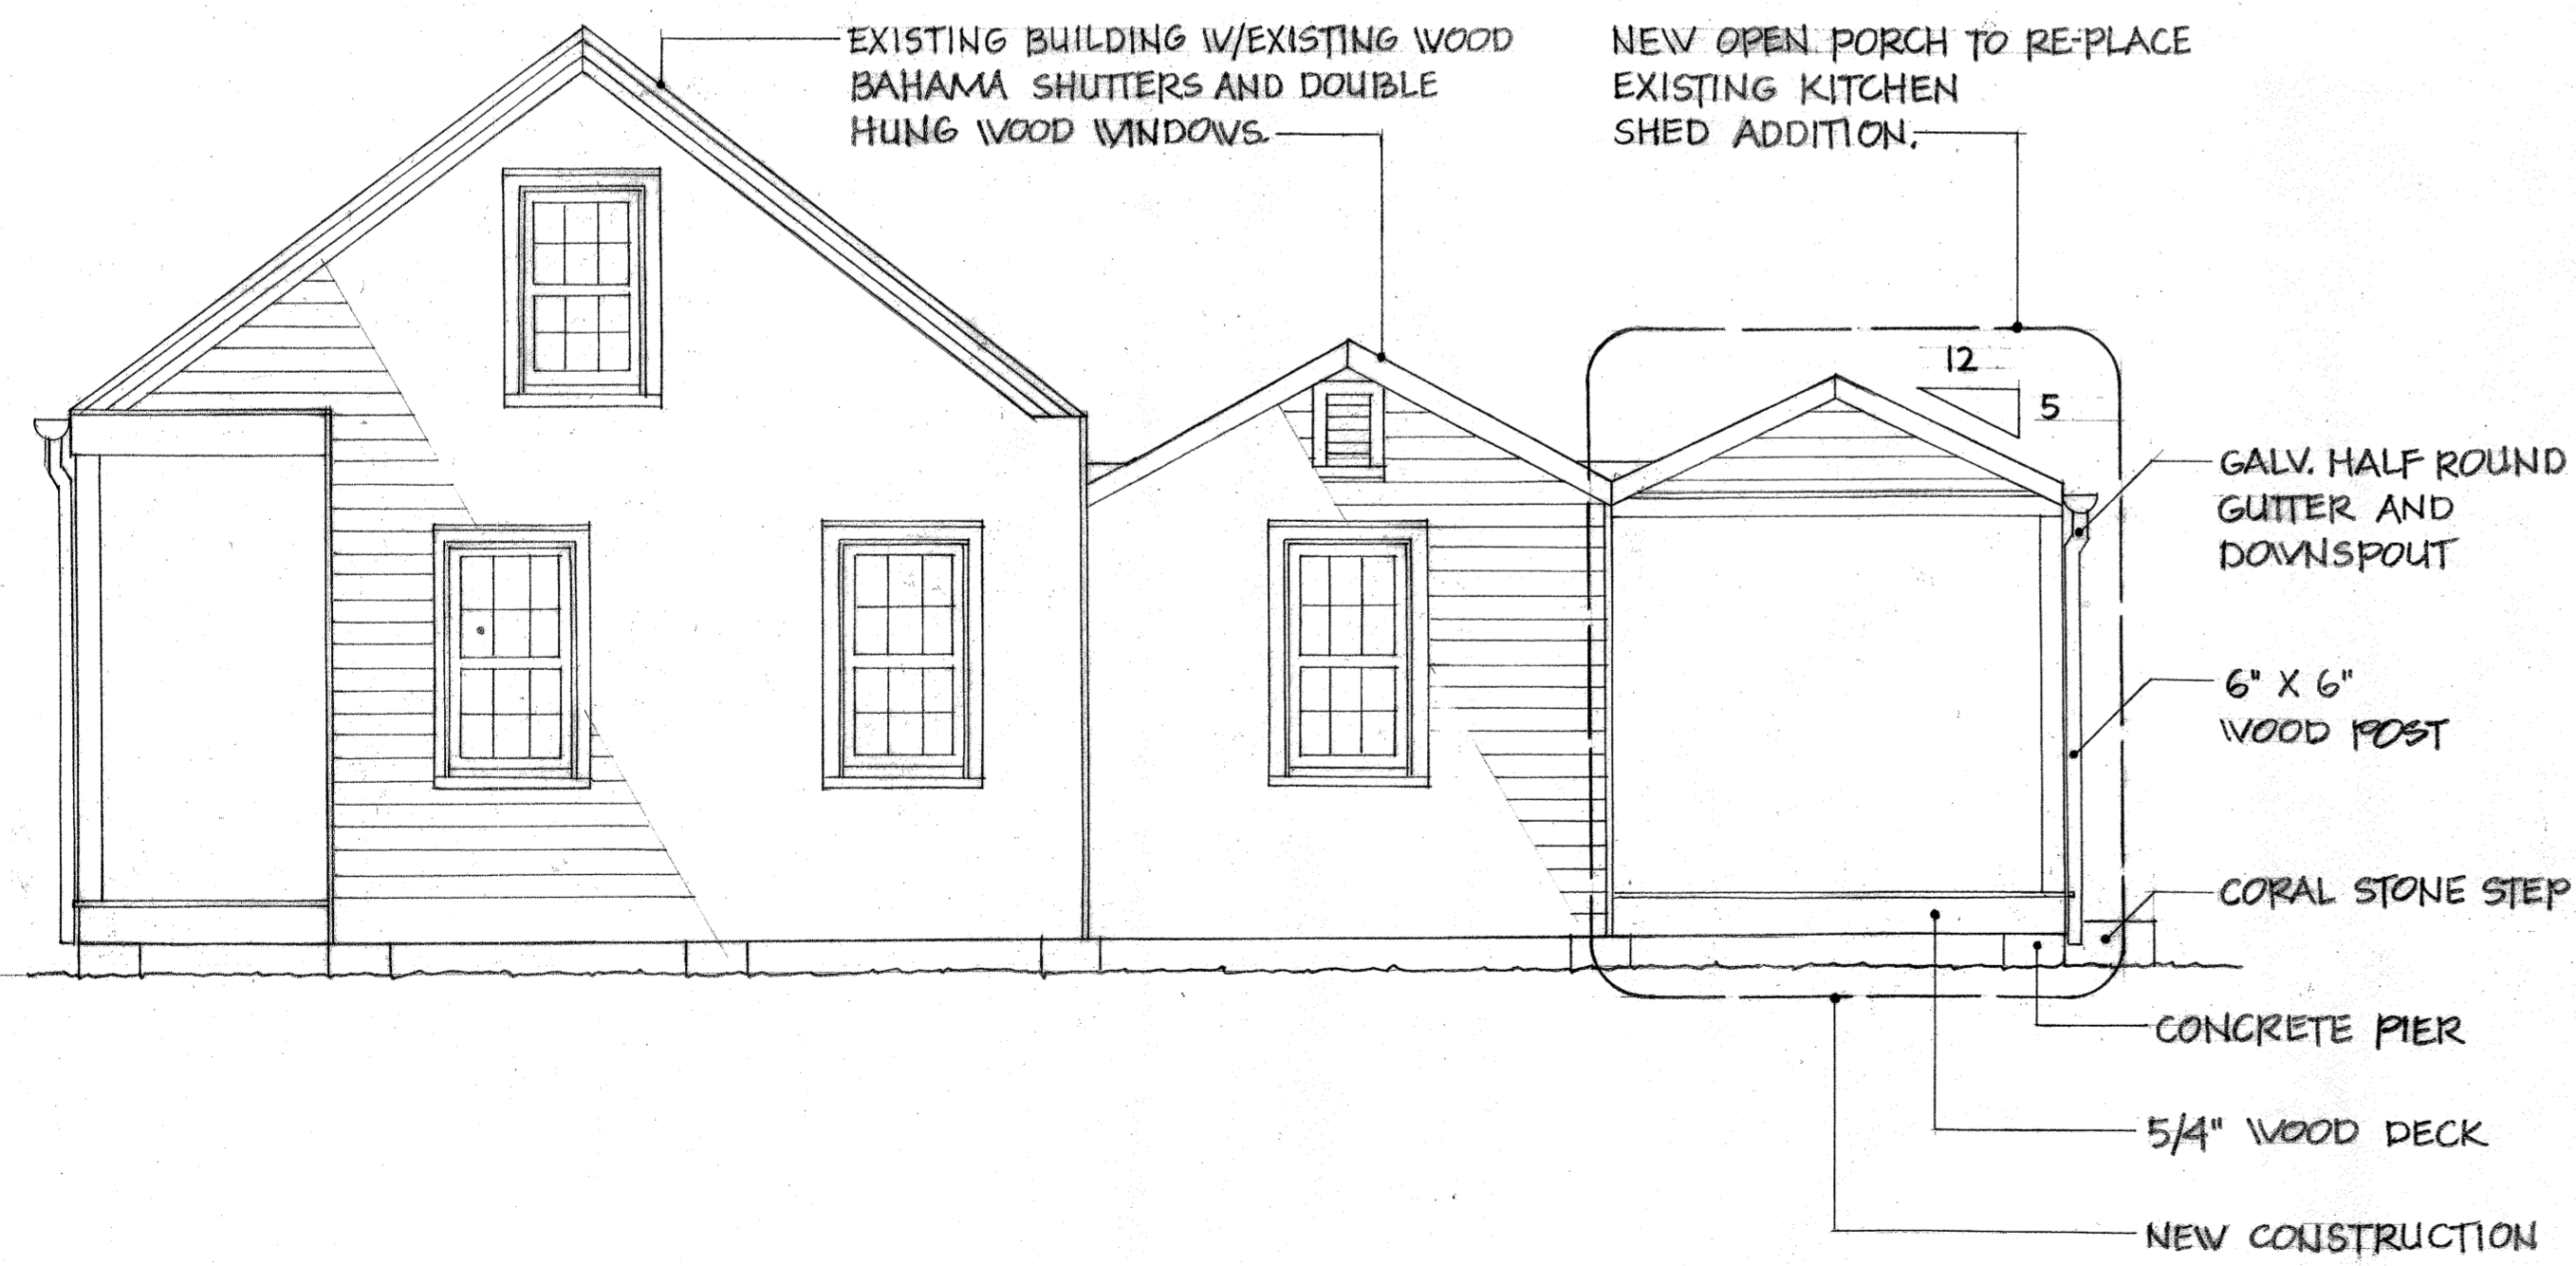 EXISTING BUILDING W/EXISTING WOOD
BAHAMA SHUTTERS AND DOUBLE
HUNG WOOD WINDOWS.
NEW OPEN PORCH TO RE-PLACE
EXISTING KITCHEN
SHED ADDITION.
12
5
GALV. HALF ROUND
GUTTER AND
DOWNSPOUT
6" X 6"
WOOD POST
CORAL STONE STEP
CONCRETE PIER
5/4" WOOD DECK
NEW CONSTRUCTION